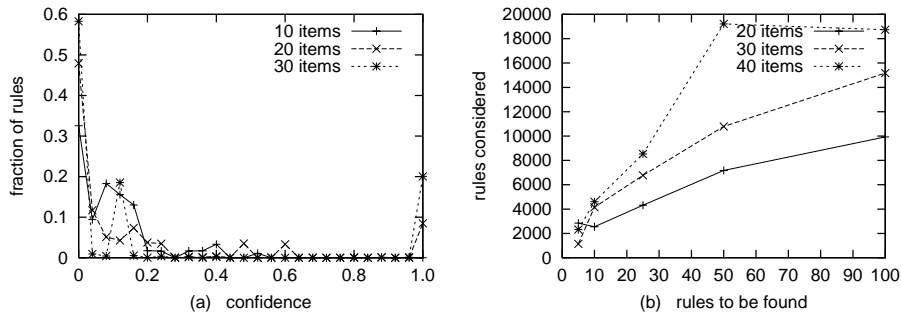 fraction of rules
0.6
0.5
0.4
0.3
0.2
0.1
0
10 items
20 items
30 items
0 0.2 0.4 0.6 0.8 1.0
(a) confidence
rules considered
20000
18000
16000
14000
12000
10000
8000
6000
4000
2000
0
20 items
30 items
40 items
0 10 20 30 40 50 60 70 80 90 100
(b) rules to be found